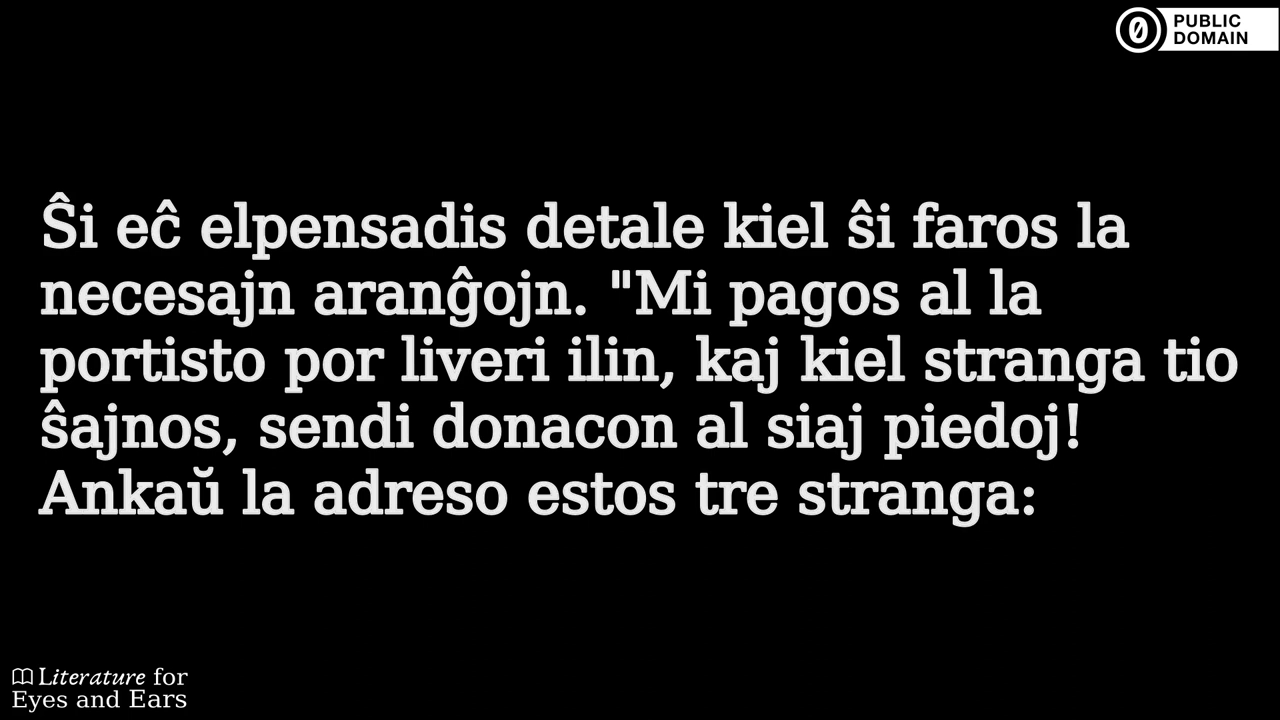 PUBLIC
DOMAIN
Ŝi eĉ elpensadis detale kiel ŝi faros la
necesajn aranĝojn. "Mi pagos al la
portisto por liveri ilin, kaj kiel stranga tio
ŝajnos, sendi donacon al siaj piedoj!
Ankaŭ la adreso estos tre stranga:
Literature for
Eyes and Ears